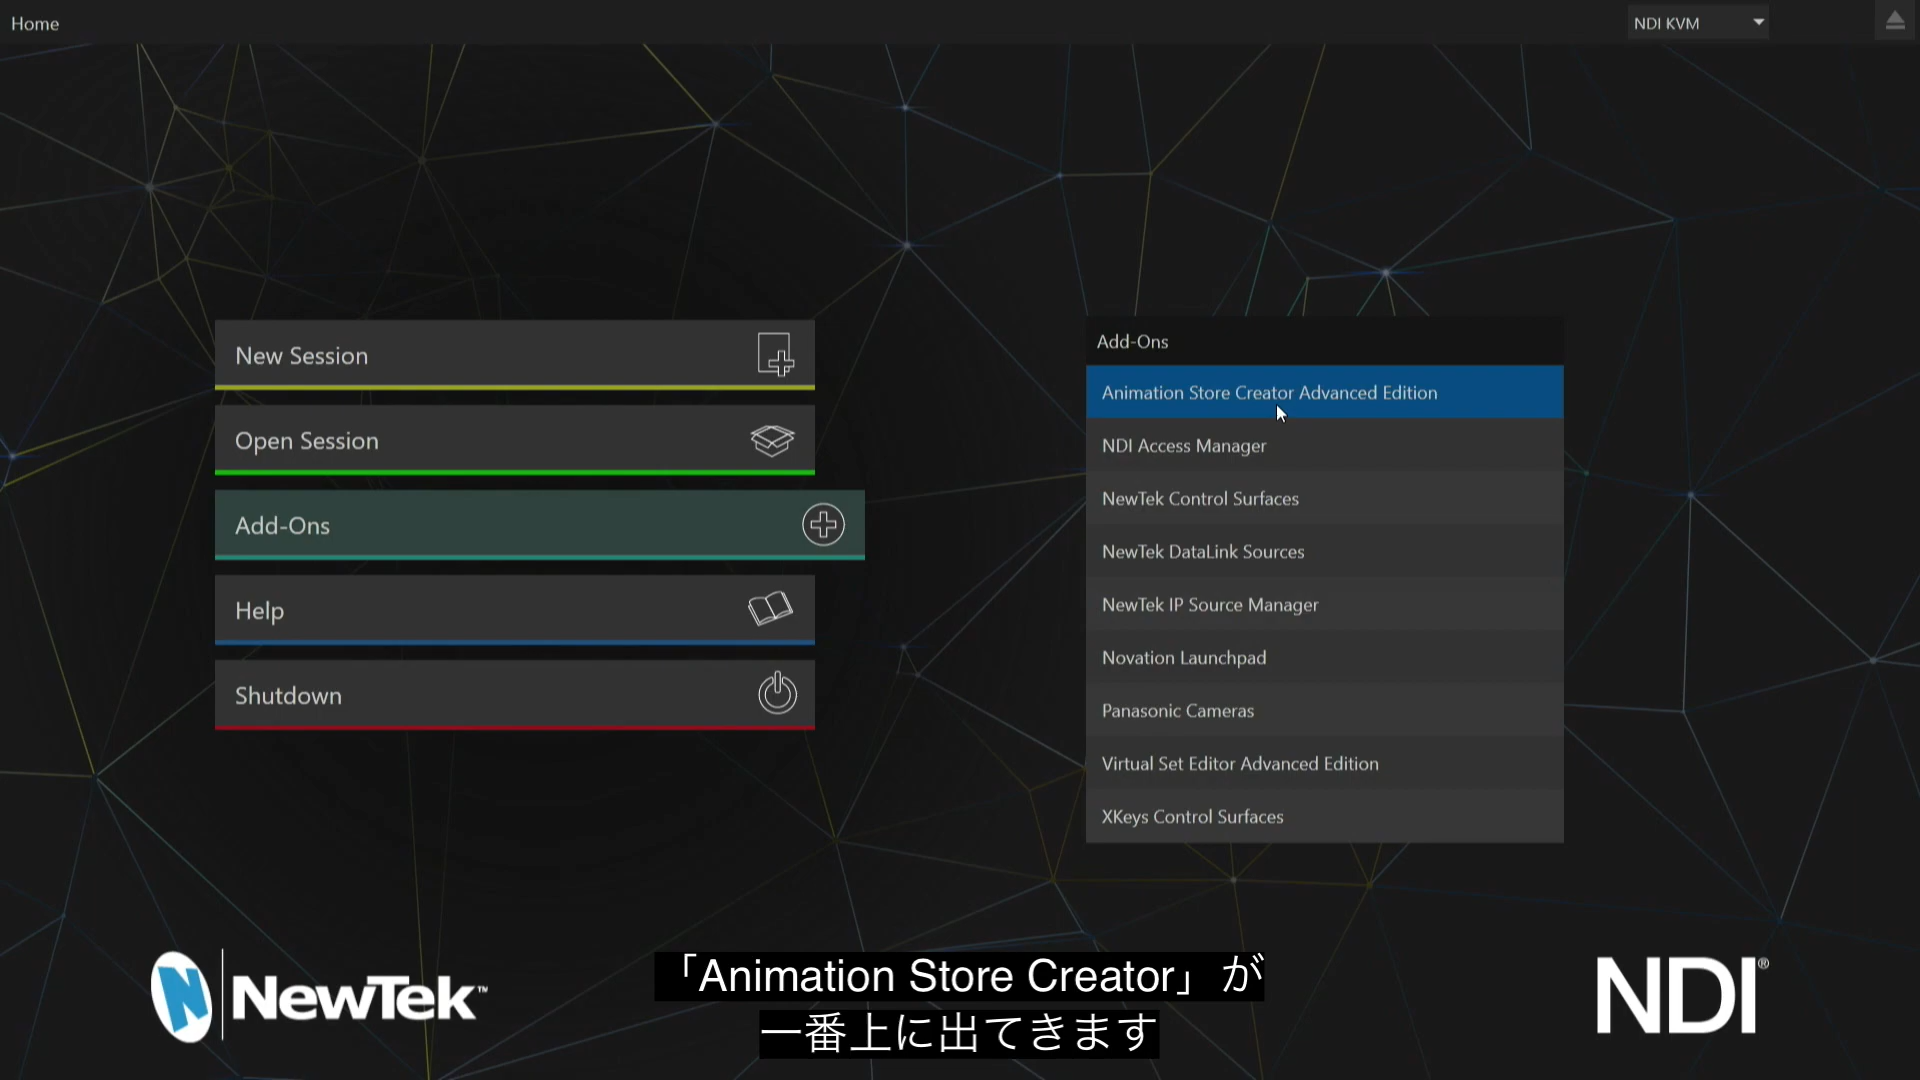 Home
NDI KVM
New Session
Open Session
Add-Ons
Help
Shutdown
Add-Ons
Animation Store Creator Advanced Edition
NDI Access Manager
NewTek Control Surfaces
NewTek DataLink Sources
NewTek IP Source Manager
Novation Launchpad
Panasonic Cameras
Virtual Set Editor Advanced Edition
XKeys Control Surfaces
N NewTek™
NDI®
「Animation Store Creator」 が
一番上に出てきます